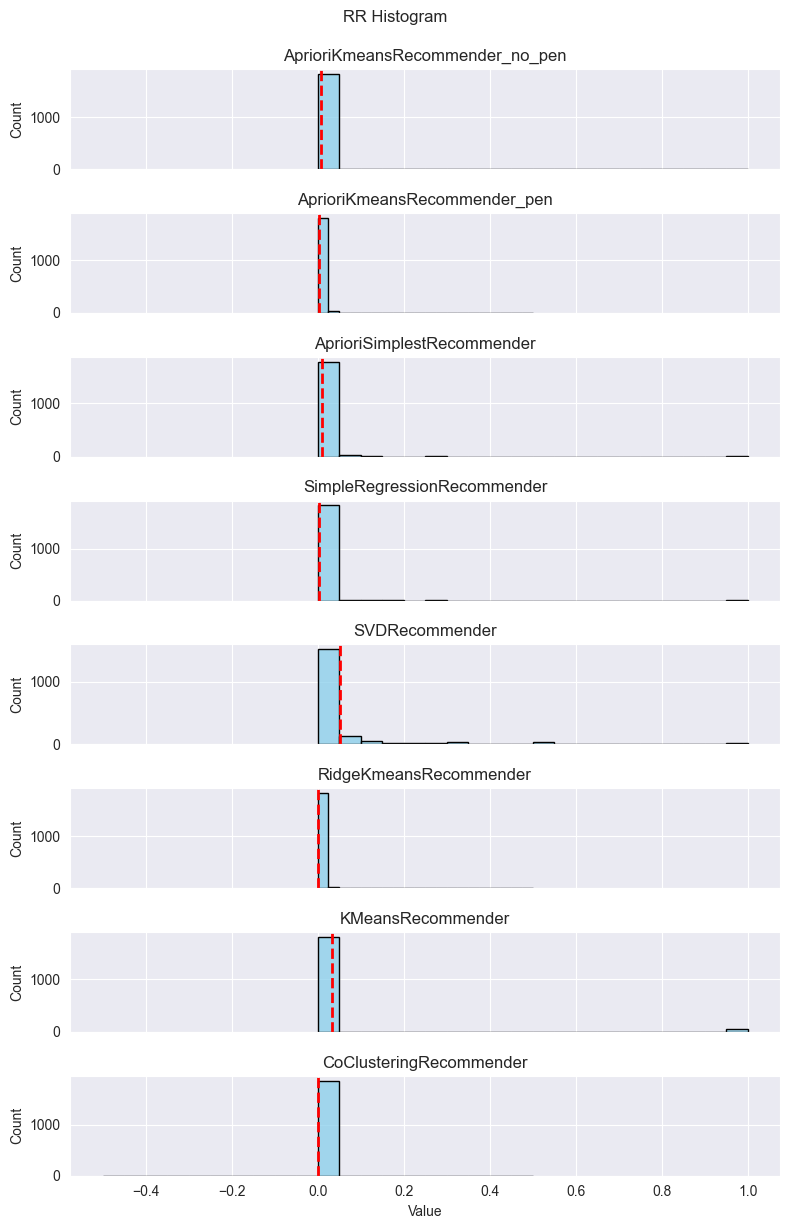 RR Histogram
AprioriKmeansRecommender_no_pen
Count
1000
0
AprioriKmeansRecommender_pen
Count
1000
0
AprioriSimplestRecommender
Count
1000
0
SimpleRegressionRecommender
Count
1000
0
SVDRecommender
Count
1000
0
RidgeKmeansRecommender
Count
1000
0
KMeansRecommender
Count
1000
0
CoClusteringRecommender
Count
1000
0
−0.4 −0.2 0.0 0.2 0.4 0.6 0.8 1.0
Value